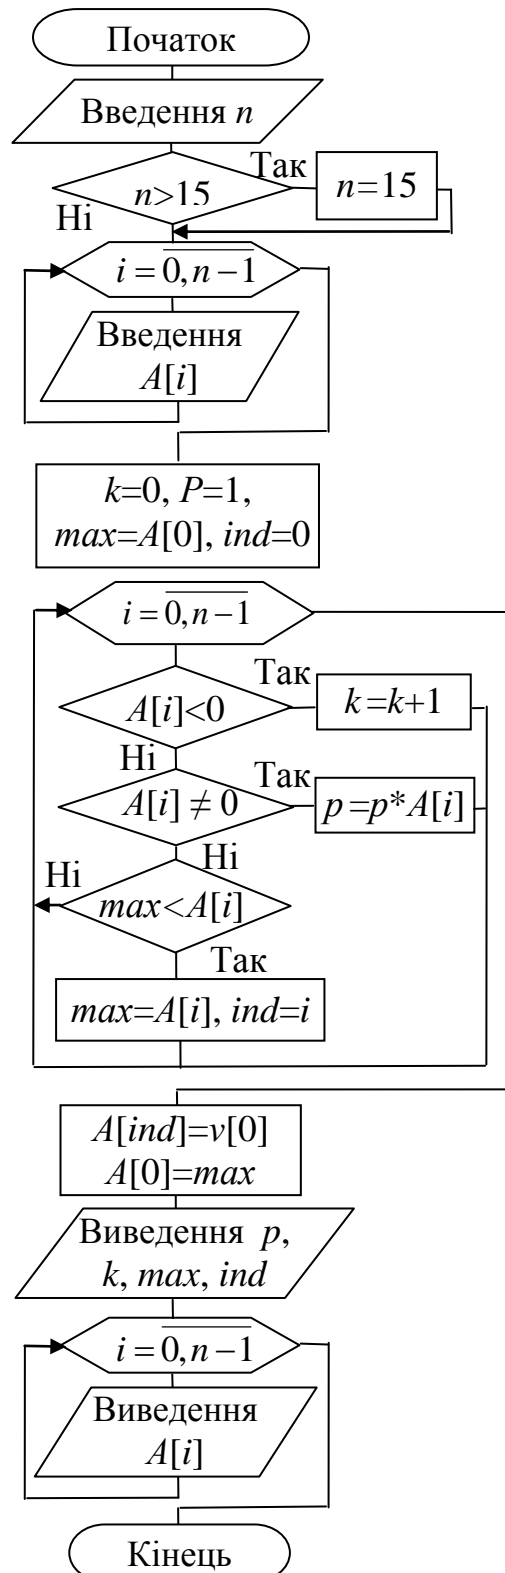 Початок
Введення n
Так
n>15
n=15
Ні
i = 0, n − 1
Введення
A[i]
k=0, P=1,
max=A[0], ind=0
i = 0, n − 1
Так
A[i]<0
k=k+1
Ні
Так
A[i] ≠ 0
p=p*A[i]
Ні
Ні
max<A[i]
Так
max=A[i], ind=i
A[ind]=v[0]
A[0]=max
Виведення p,
k, max, ind
i = 0, n − 1
Виведення
A[i]
Кінець